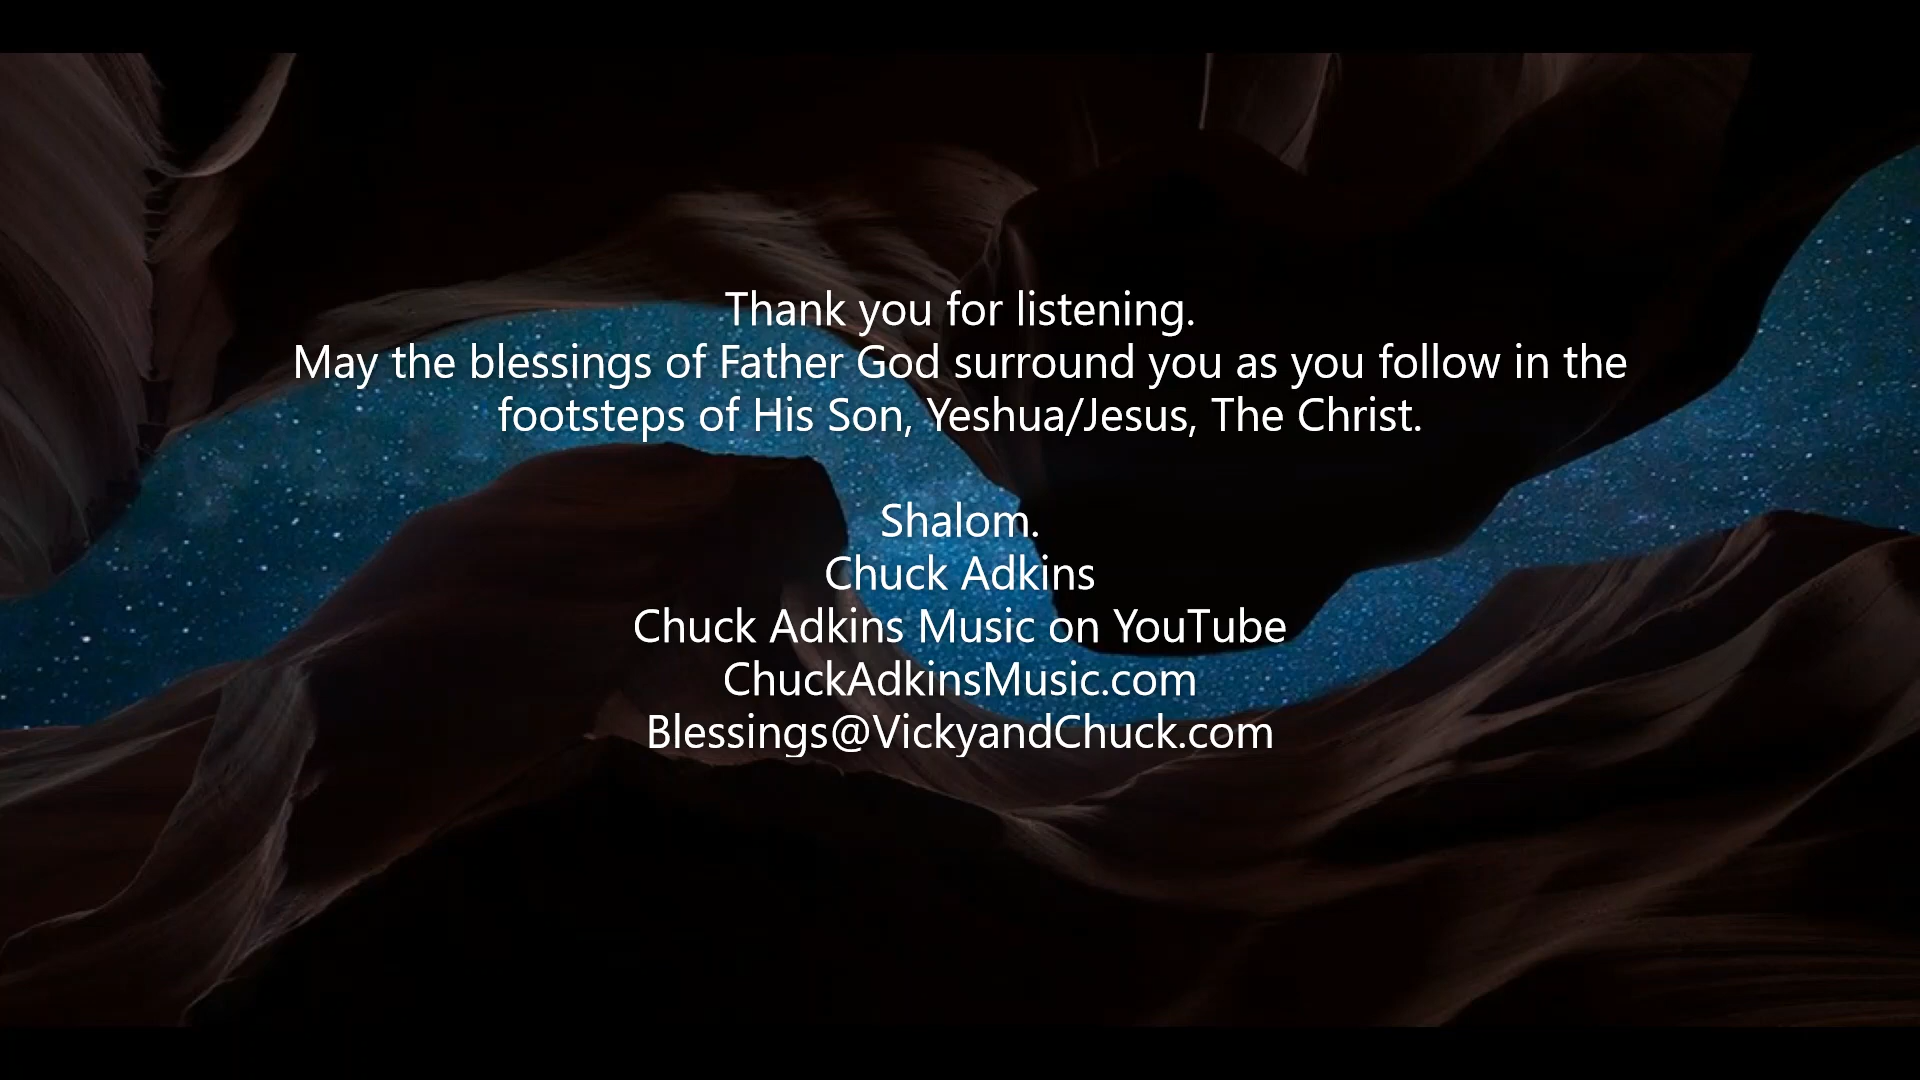 Thank you for listening.
May the blessings of Father God surround you as you follow in the
footsteps of His Son, Yeshua/Jesus, The Christ.
Shalom.
Chuck Adkins
Chuck Adkins Music on YouTube
ChuckAdkinsMusic.com
Blessings@VickyandChuck.com